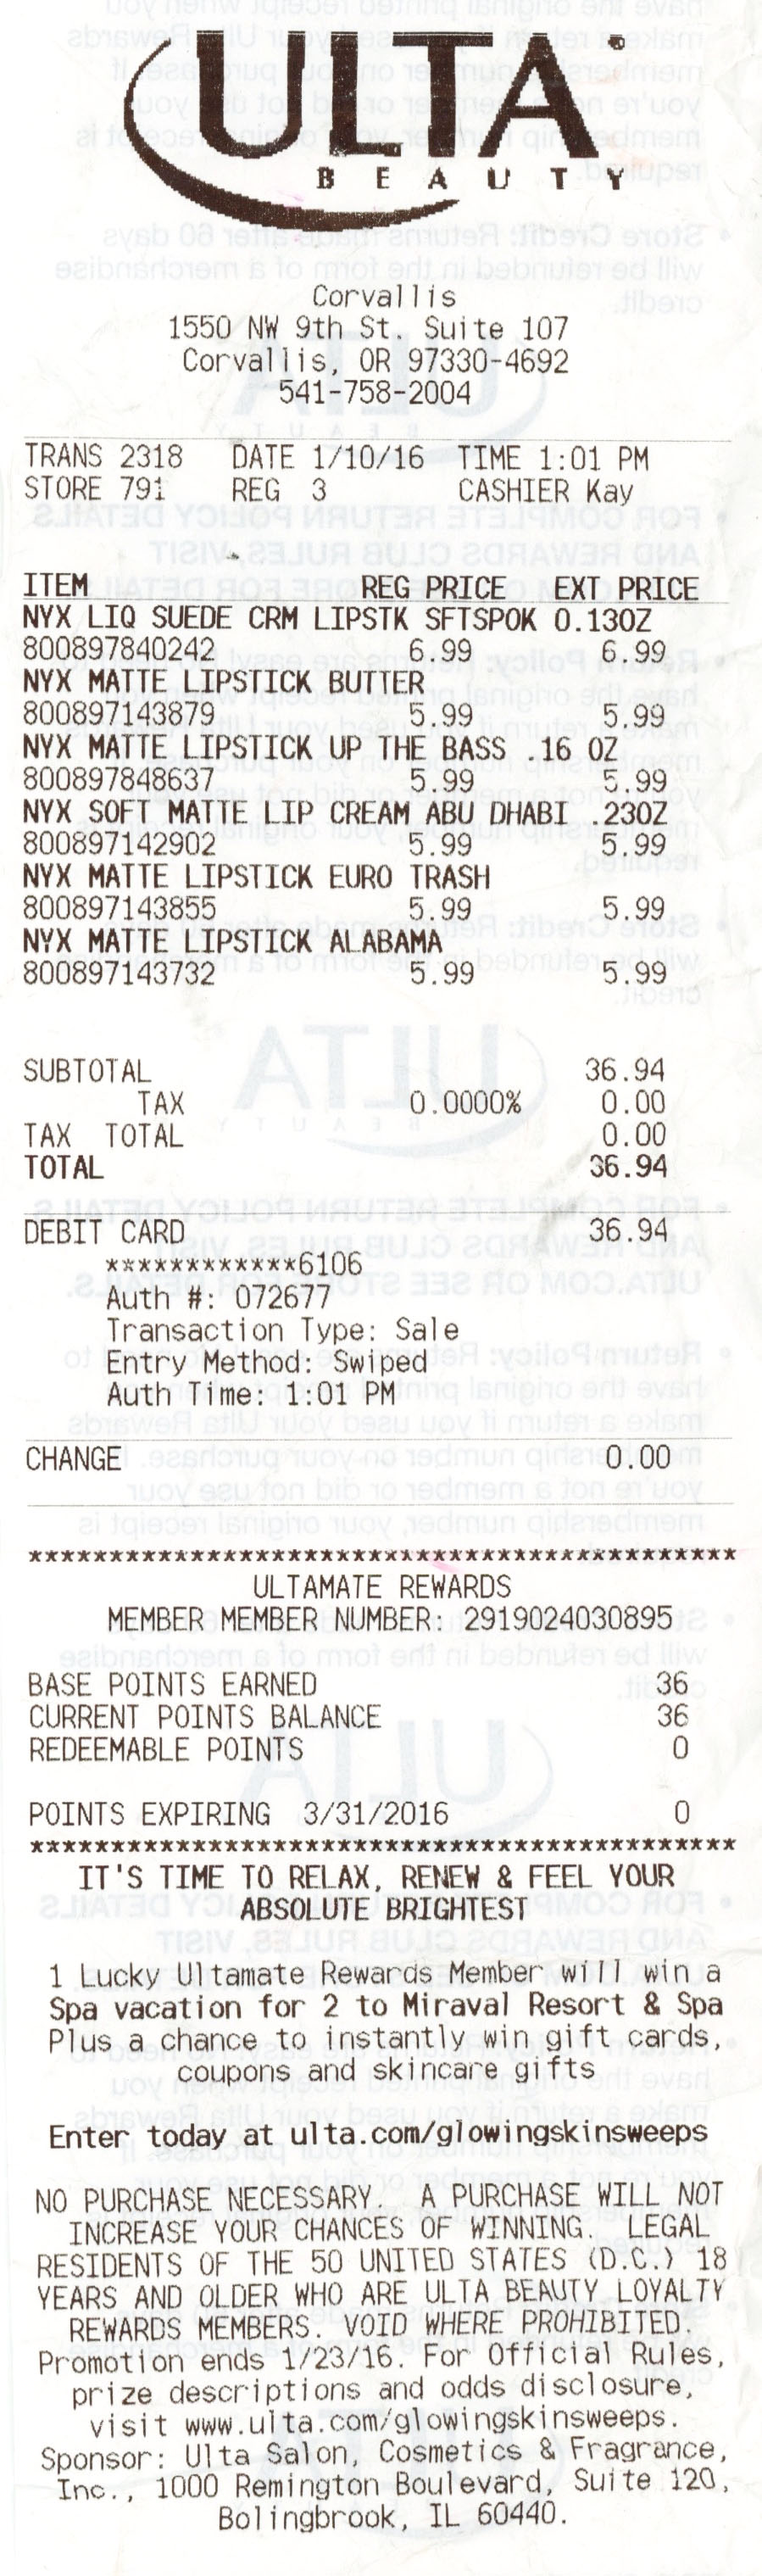 ULTA
BEAUTY
Corvallis
1550 NW 9th St. Suite 107
Corvallis, OR 97330-4692
541-758-2004
TRANS 2318 DATE 1/10/16 TIME 1:01 PM
STORE 791 REG 3 CASHIER Kay
ITEM REG PRICE EXT PRICE
NYX LIQ SUEDE CRM LIPSTK SFTSPOK 0.13OZ
800897840242 6.99 6.99
NYX MATTE LIPSTICK BUTTER
800897143879 5.99 5.99
NYX MATTE LIPSTICK UP THE BASS .16 OZ
800897848637 5.99 5.99
NYX SOFT MATTE LIP CREAM ABU DHABI .23OZ
800897142902 5.99 5.99
NYX MATTE LIPSTICK EURO TRASH
800897143855 5.99 5.99
NYX MATTE LIPSTICK ALABAMA
800897143732 5.99 5.99
SUBTOTAL 36.94
TAX 0.0000% 0.00
TAX TOTAL 0.00
TOTAL 36.94
DEBIT CARD 36.94
************6106
Auth #: 072677
Transaction Type: Sale
Entry Method: Swiped
Auth Time: 1:01 PM
CHANGE 0.00
********************************************
ULTAMATE REWARDS
MEMBER MEMBER NUMBER: 2919024030895
BASE POINTS EARNED 36
CURRENT POINTS BALANCE 36
REDEEMABLE POINTS 0
POINTS EXPIRING 3/31/2016 0
********************************************
IT'S TIME TO RELAX, RENEW & FEEL YOUR
ABSOLUTE BRIGHTEST
1 Lucky Ultamate Rewards Member will win a
Spa vacation for 2 to Miraval Resort & Spa
Plus a chance to instantly win gift cards,
coupons and skincare gifts
Enter today at ulta.com/glowingskinsweeps
NO PURCHASE NECESSARY. A PURCHASE WILL NOT
INCREASE YOUR CHANCES OF WINNING. LEGAL
RESIDENTS OF THE 50 UNITED STATES (D.C.) 18
YEARS AND OLDER WHO ARE ULTA BEAUTY LOYALTY
REWARDS MEMBERS. VOID WHERE PROHIBITED.
Promotion ends 1/23/16. For Official Rules,
prize descriptions and odds disclosure,
visit www.ulta.com/glowingskinsweeps.
Sponsor: Ulta Salon, Cosmetics & Fragrance,
Inc., 1000 Remington Boulevard, Suite 120,
Bolingbrook, IL 60440.